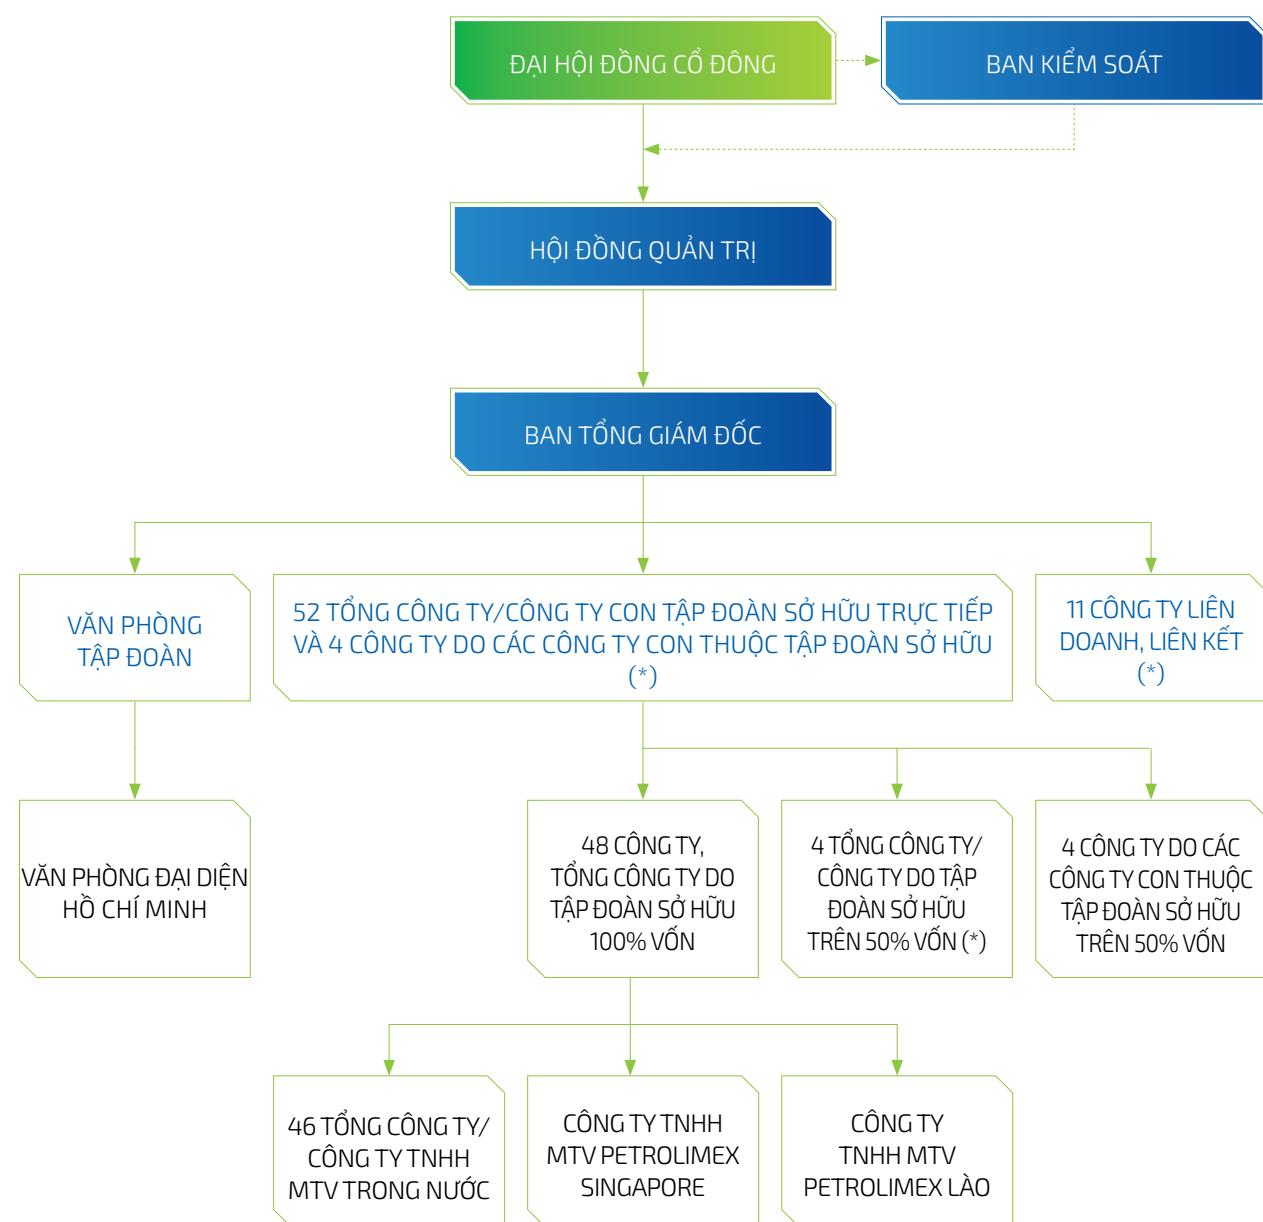 ĐẠI HỘI ĐỒNG CỔ ĐÔNG
BAN KIỂM SOÁT
HỘI ĐỒNG QUẢN TRỊ
BAN TỔNG GIÁM ĐỐC
VĂN PHÒNG
TẬP ĐOÀN
52 TỔNG CÔNG TY/CÔNG TY CON TẬP ĐOÀN SỞ HỮU TRỰC TIẾP
VÀ 4 CÔNG TY DO CÁC CÔNG TY CON THUỘC TẬP ĐOÀN SỞ HỮU
(*)
11 CÔNG TY LIÊN
DOANH, LIÊN KẾT
(*)
VĂN PHÒNG ĐẠI DIỆN
HỒ CHÍ MINH
48 CÔNG TY,
TỔNG CÔNG TY DO
TẬP ĐOÀN SỞ HỮU
100% VỐN
4 TỔNG CÔNG TY/
CÔNG TY DO TẬP
ĐOÀN SỞ HỮU
TRÊN 50% VỐN (*)
4 CÔNG TY DO CÁC
CÔNG TY CON THUỘC
TẬP ĐOÀN SỞ HỮU
TRÊN 50% VỐN
46 TỔNG CÔNG TY/
CÔNG TY TNHH
MTV TRONG NƯỚC
CÔNG TY TNHH
MTV PETROLIMEX
SINGAPORE
CÔNG TY
TNHH MTV
PETROLIMEX LÀO